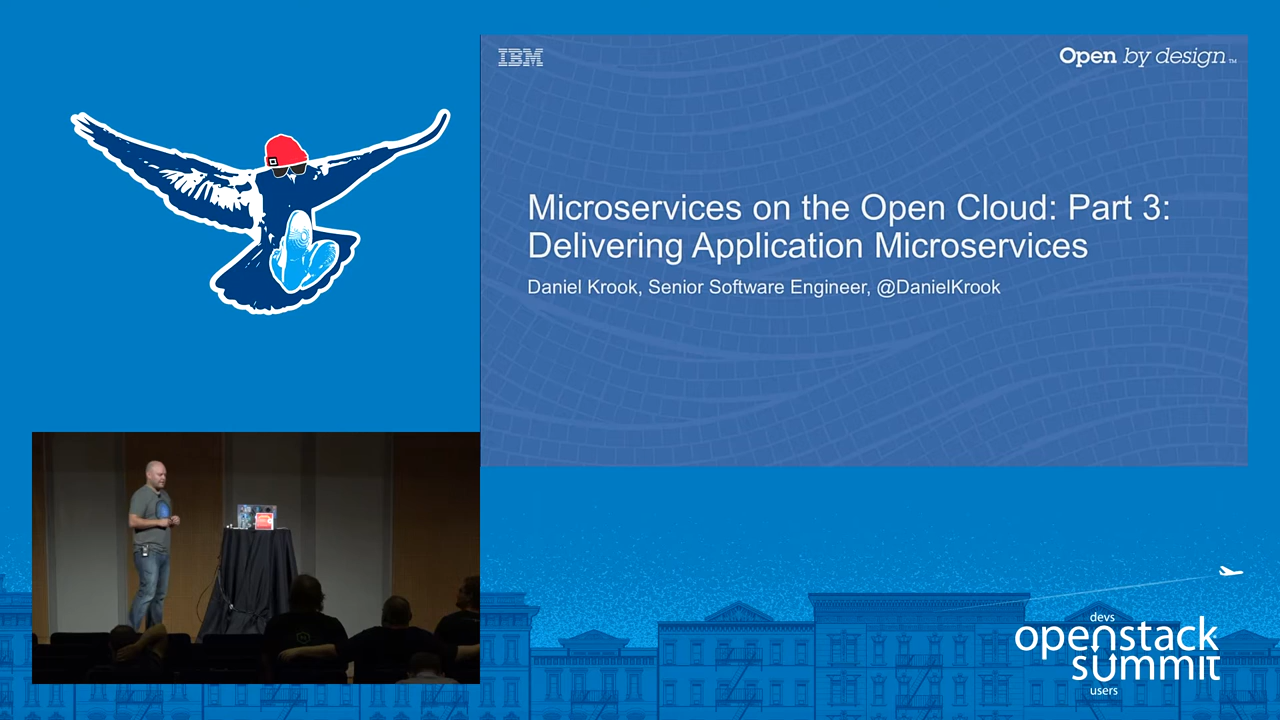 IBM
Open by design™
Microservices on the Open Cloud: Part 3:
Delivering Application Microservices
Daniel Krook, Senior Software Engineer, @DanielKrook
devs
openstack
summit
users